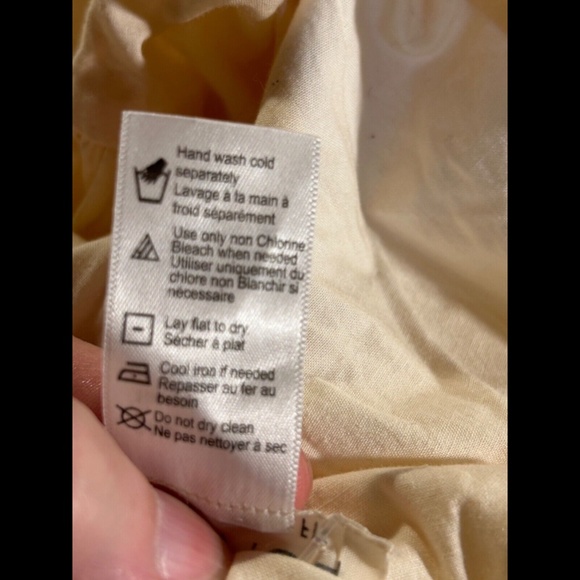 Hand wash cold
separately
Lavage à la main à
froid séparément
Use only non Chlorine
Bleach when needed
Utiliser uniquement du
chlore non Blanchir si
nécessaire
Lay flat to dry
Sécher à plat
Cool iron if needed
Repasser au fer au
besoin
Do not dry clean
Ne pas nettoyer à sec